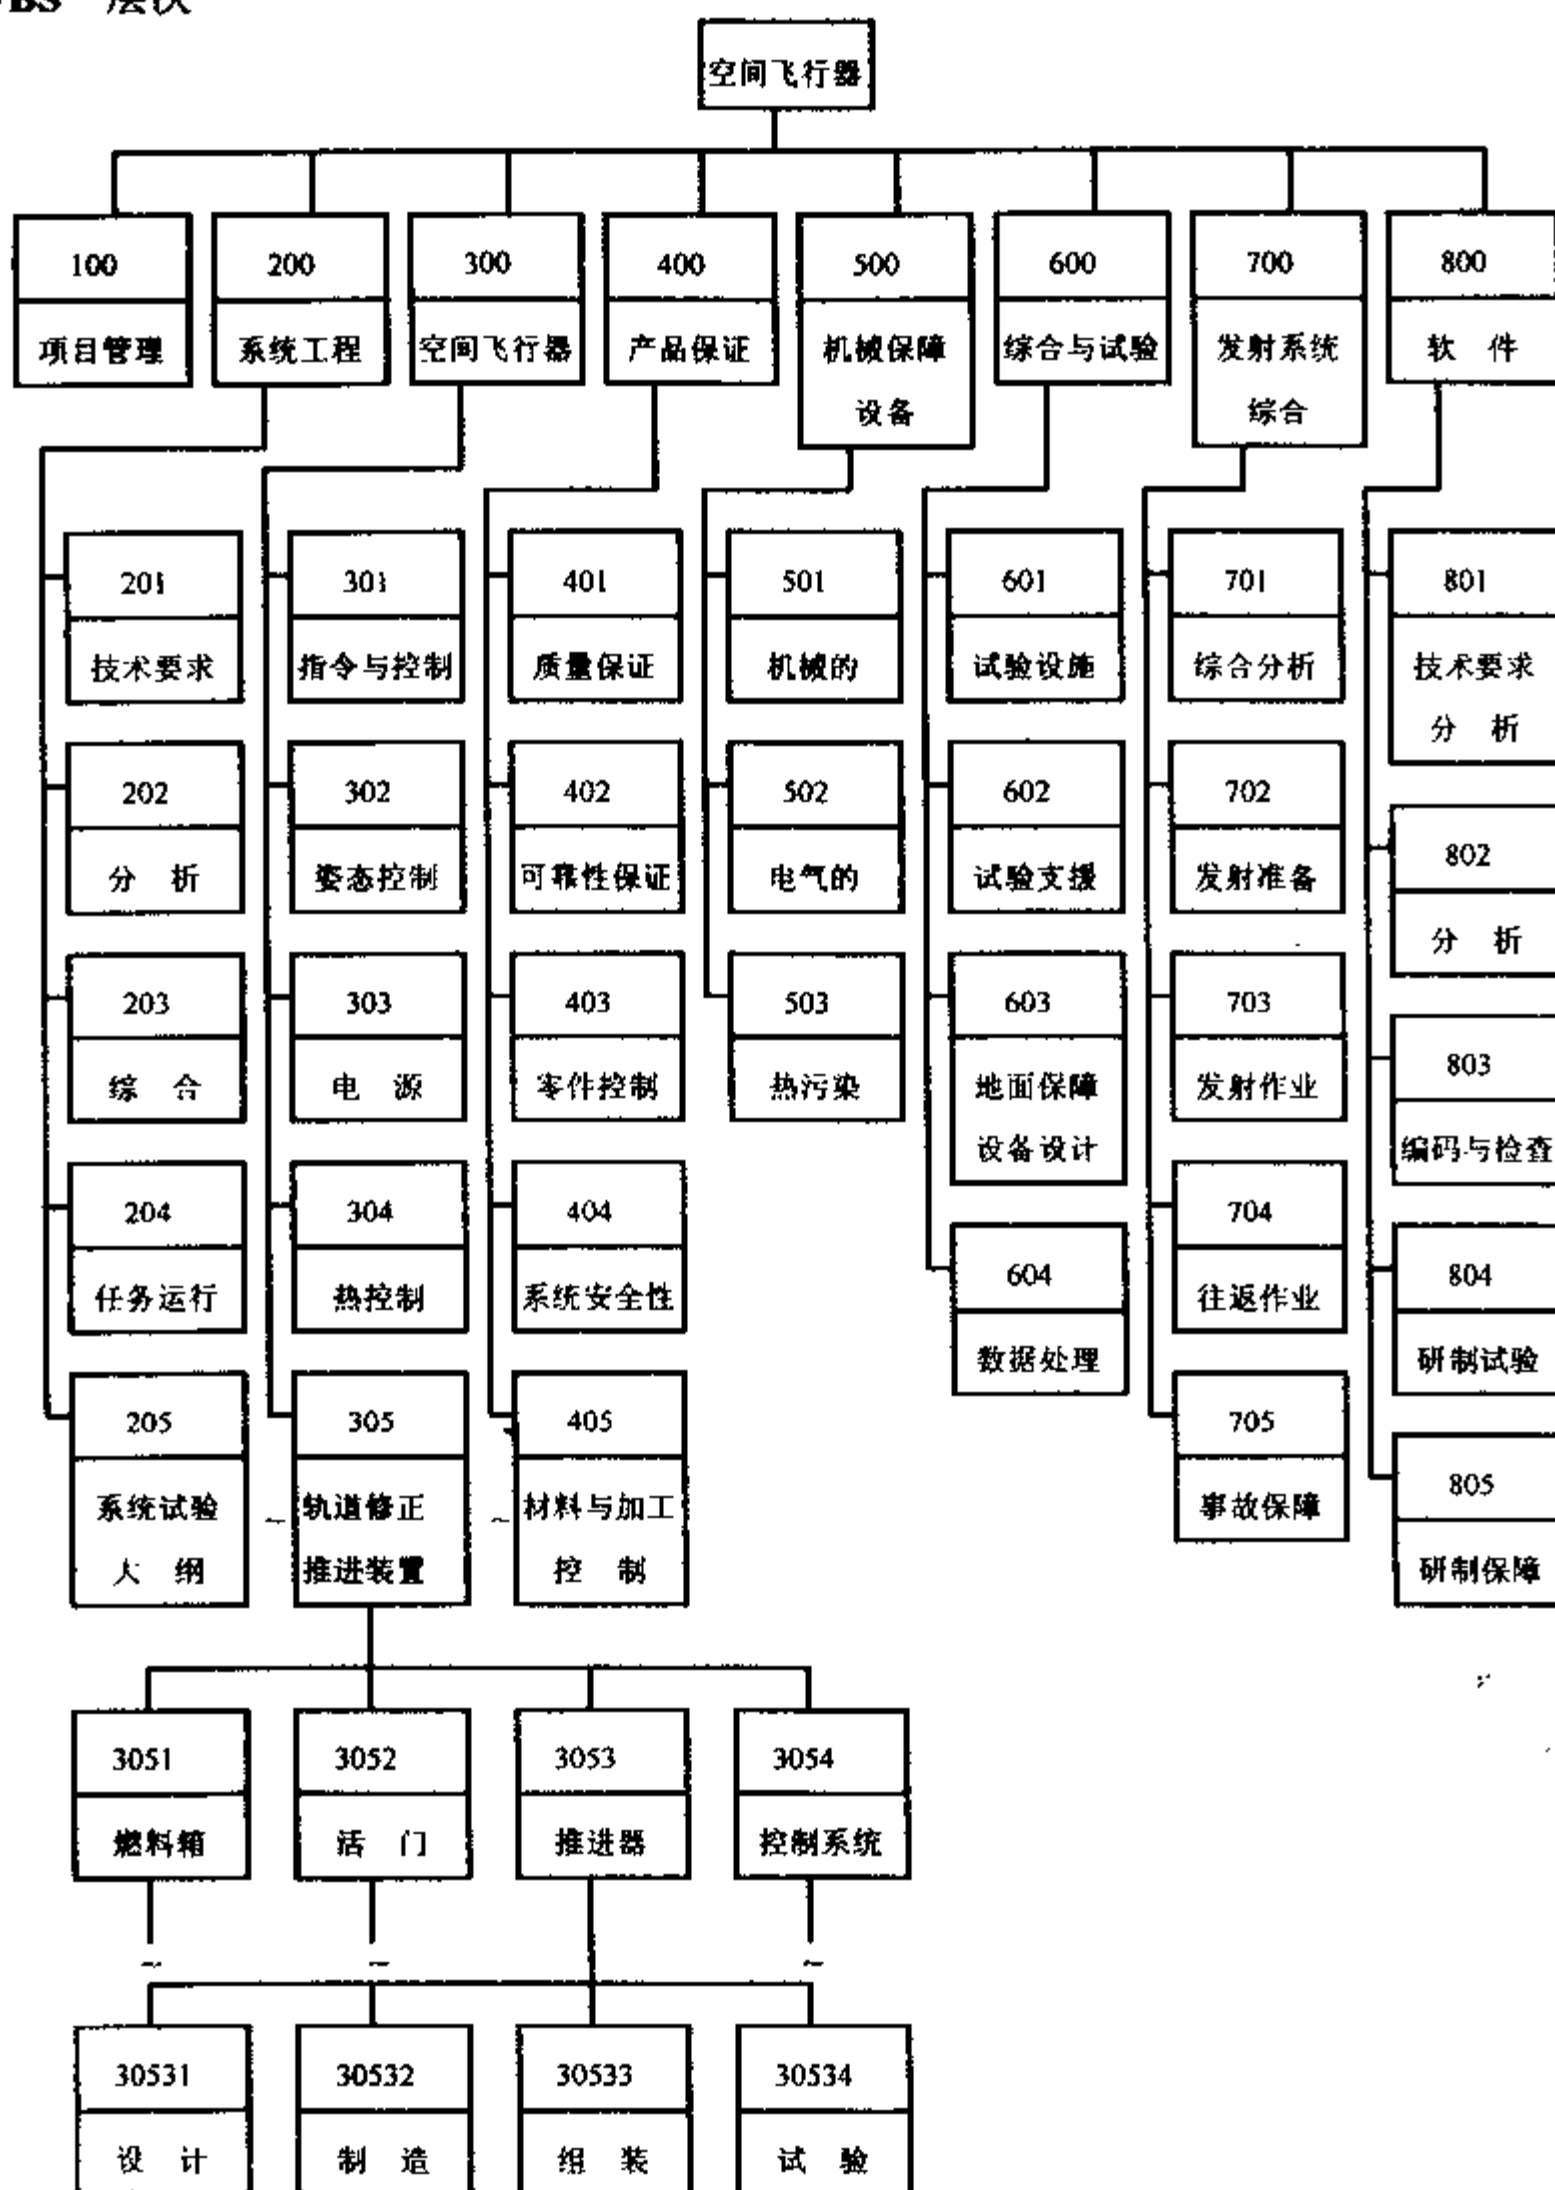 BS 层次
空间飞行器
100
项目管理
200
系统工程
300
空间飞行器
400
产品保证
500
机械保障
设备
600
综合与试验
700
发射系统
综合
800
软 件
201
技术要求
202
分 析
203
综 合
204
任务运行
205
系统试验
大 纲
301
指令与控制
302
姿态控制
303
电 源
304
热控制
305
轨道修正
推进装置
401
质量保证
402
可靠性保证
403
零件控制
404
系统安全性
405
材料与加工
控 制
501
机械的
502
电气的
503
热污染
601
试验设施
602
试验支援
603
地面保障
设备设计
604
数据处理
701
综合分析
702
发射准备
703
发射作业
704
往返作业
705
事故保障
801
技术要求
分 析
802
分 析
803
编码与检查
804
研制试验
805
研制保障
3051
燃料箱
3052
活 门
3053
推进器
3054
控制系统
30531
设 计
30532
制 造
30533
组 装
30534
试 验